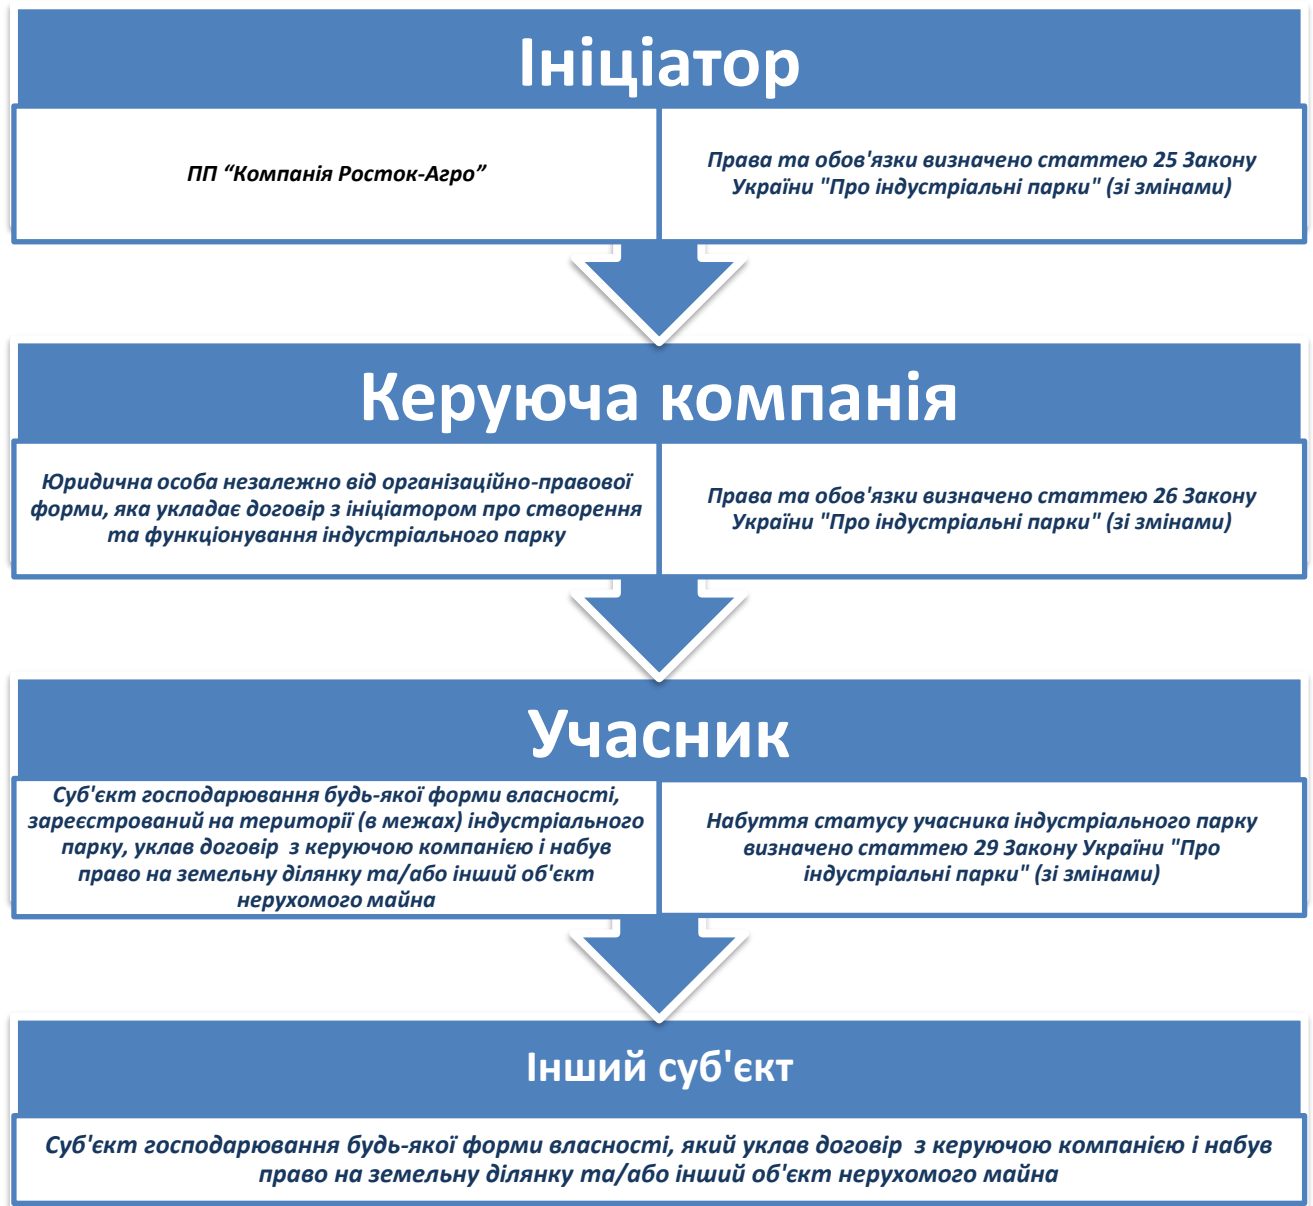 Ініціатор
ПП “Компанія Росток-Агро”
Права та обов'язки визначено статтею 25 Закону
України "Про індустріальні парки" (зі змінами)
Керуюча компанія
Юридична особа незалежно від організаційно-правової
форми, яка укладає договір з ініціатором про створення
та функціонування індустріального парку
Права та обов'язки визначено статтею 26 Закону
України "Про індустріальні парки" (зі змінами)
Учасник
Суб'єкт господарювання будь-якої форми власності,
зареєстрований на території (в межах) індустріального
парку, уклав договір  з керуючою компанією і набув
право на земельну ділянку та/або інший об'єкт
нерухомого майна
Набуття статусу учасника індустріального парку
визначено статтею 29 Закону України "Про
індустріальні парки" (зі змінами)
Інший суб'єкт
Суб'єкт господарювання будь-якої форми власності, який уклав договір  з керуючою компанією і набув
право на земельну ділянку та/або інший об'єкт нерухомого майна